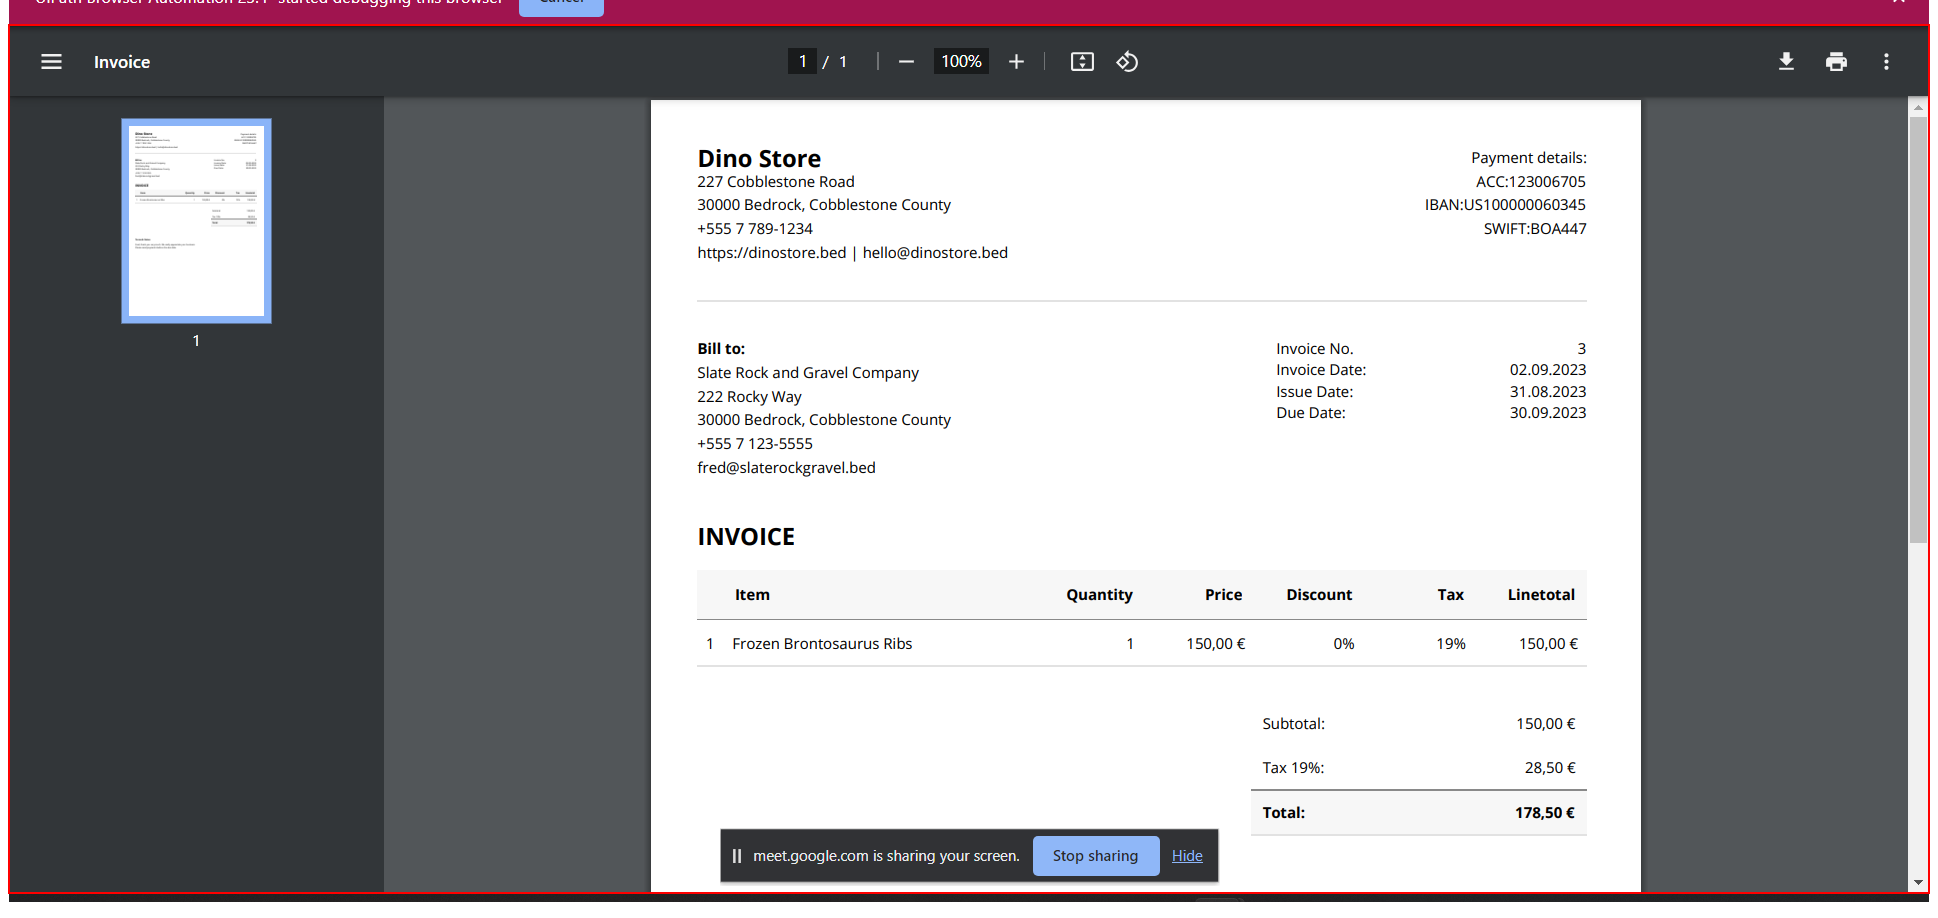 UiPath Browser Automation 23.4" started debugging this browser Cancel
Invoice
1 / 1
100%
1
Dino Store
227 Cobblestone Road
30000 Bedrock, Cobblestone County
+555 7 789-1234
https://dinostore.bed | hello@dinostore.bed
Payment details:
ACC:123006705
IBAN:US100000060345
SWIFT:BOA447
Bill to:
Slate Rock and Gravel Company
222 Rocky Way
30000 Bedrock, Cobblestone County
+555 7 123-5555
fred@slaterockgravel.bed
Invoice No. 3
Invoice Date: 02.09.2023
Issue Date: 31.08.2023
Due Date: 30.09.2023
INVOICE
Item Quantity Price Discount Tax Linetotal
1 Frozen Brontosaurus Ribs 1 150,00 € 0% 19% 150,00 €
Subtotal: 150,00 €
Tax 19%: 28,50 €
Total: 178,50 €
meet.google.com is sharing your screen. Stop sharing Hide